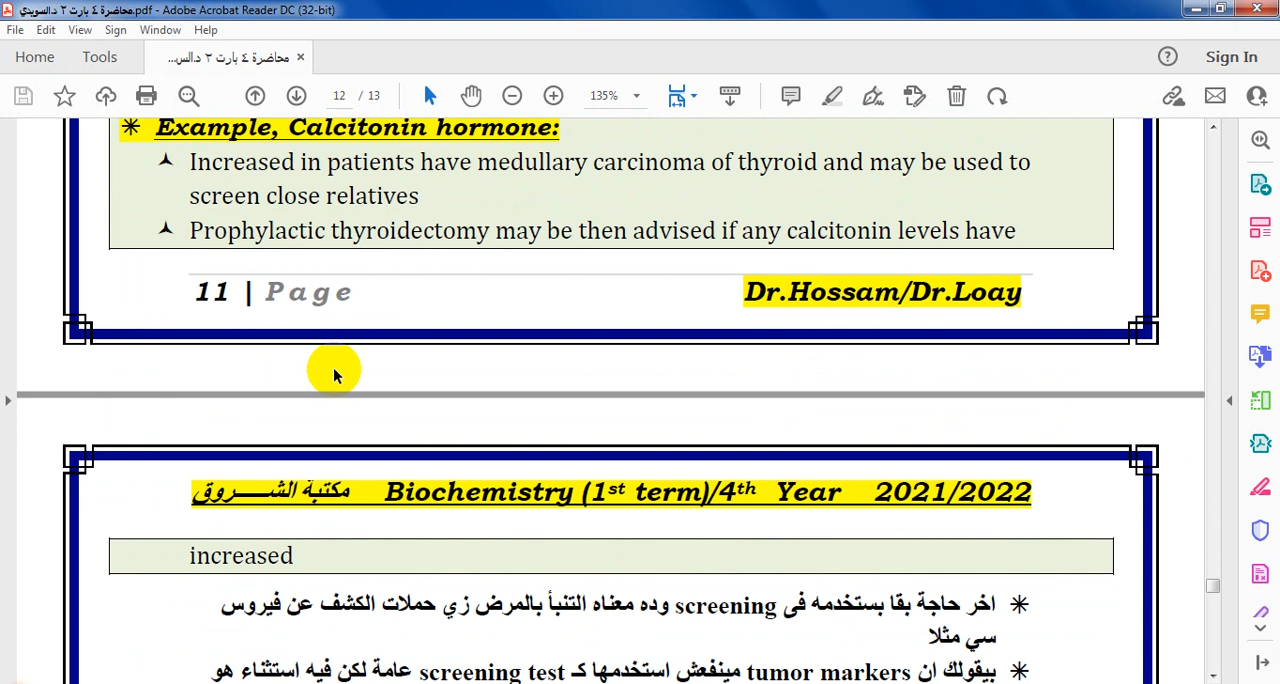 محاضرة ٤ بارت ٢ د.السويدي.pdf - Adobe Acrobat Reader DC (32-bit)
File Edit View Sign Window Help
Home Tools محاضرة ٤ بارت ٢ د.الس... × Sign In
12 / 13 135%
Example, Calcitonin hormone:
Increased in patients have medullary carcinoma of thyroid and may be used to
screen close relatives
Prophylactic thyroidectomy may be then advised if any calcitonin levels have
11 | Page Dr.Hossam/Dr.Loay
مكتبة الشـــروق Biochemistry (1st term)/4th Year 2021/2022
increased
اخر حاجة بقا بستخدمه فى screening وده معناه التنبأ بالمرض زي حملات الكشف عن فيروس
سي مثلا
بيقولك ان tumor markers مينفعش استخدمها كـ screening test عامة لكن فيه استثناء هو